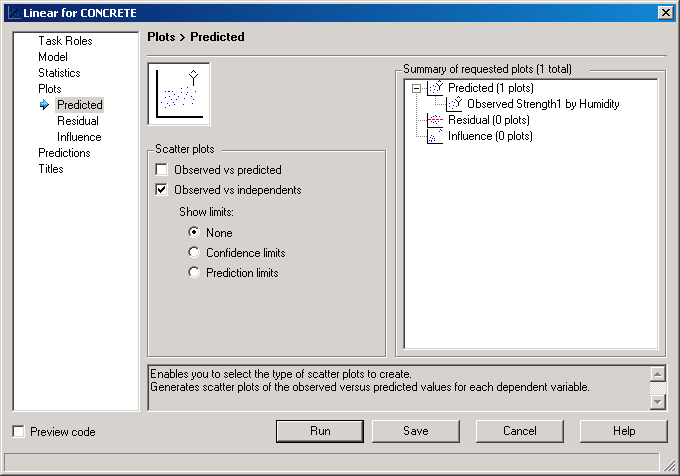 Linear for CONCRETE
Task Roles
Model
Statistics
Plots
Predicted
Residual
Influence
Predictions
Titles
Plots > Predicted
Scatter plots
Observed vs predicted
Observed vs independents
Show limits:
None
Confidence limits
Prediction limits
Summary of requested plots (1 total)
Predicted (1 plots)
Observed Strength1 by Humidity
Residual (0 plots)
Influence (0 plots)
Enables you to select the type of scatter plots to create.
Generates scatter plots of the observed versus predicted values for each dependent variable.
Preview code
Run
Save
Cancel
Help